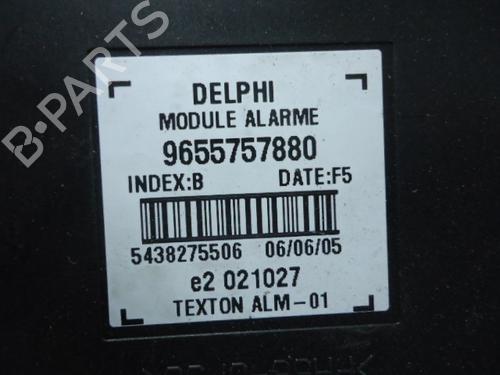 B-PARTS
DELPHI
MODULE ALARME
9655757880
INDEX:B DATE:F5
5438275506 06/06/05
e2 021027
TEXTON ALM-01